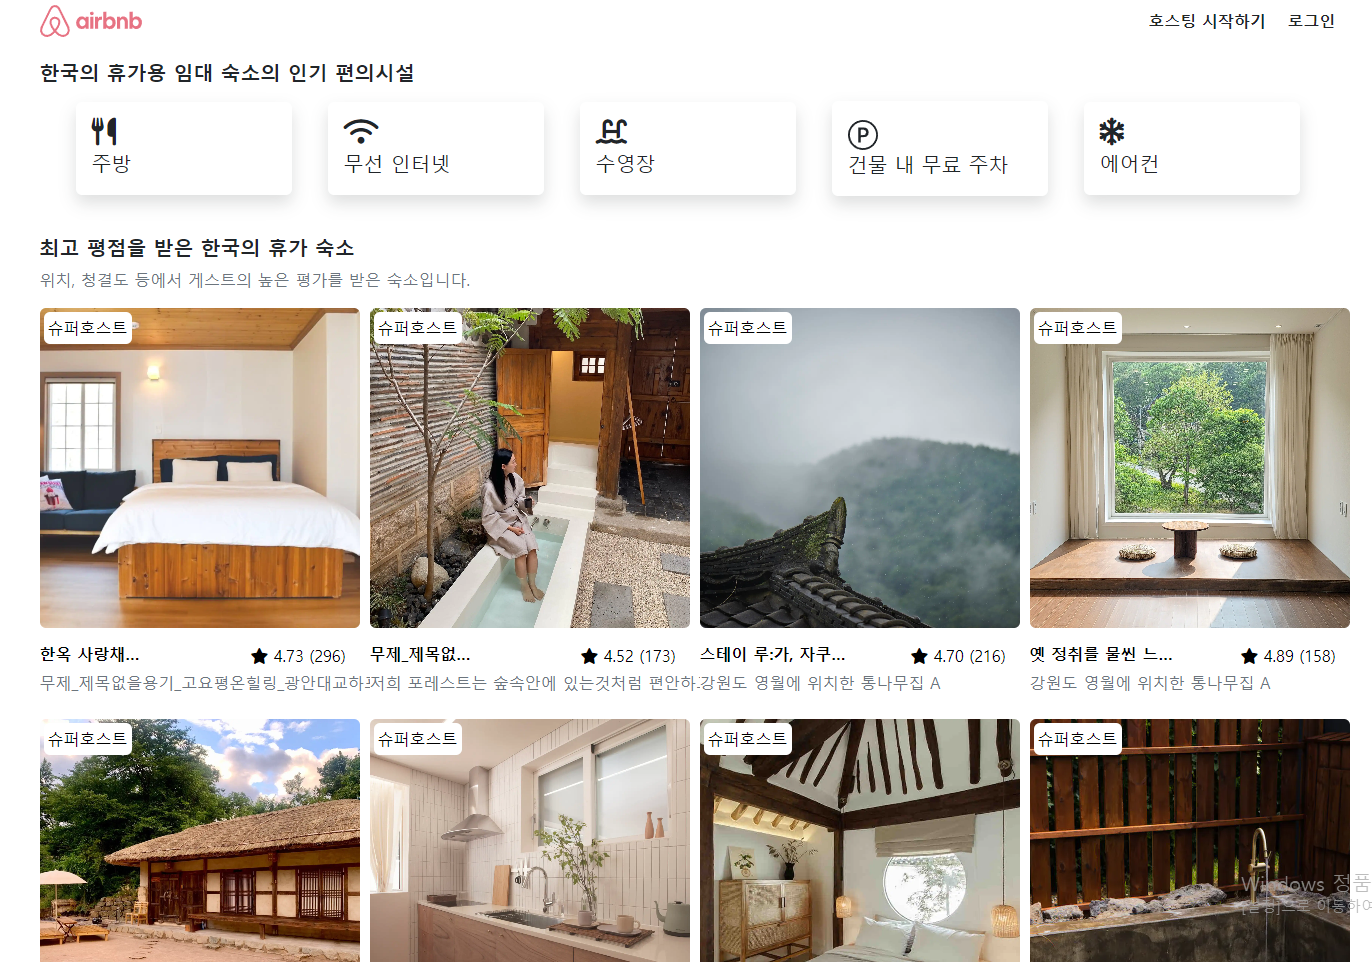 airbnb
호스팅 시작하기 로그인
한국의 휴가용 임대 숙소의 인기 편의시설
주방
무선 인터넷
수영장
건물 내 무료 주차
에어컨
최고 평점을 받은 한국의 휴가 숙소
위치, 청결도 등에서 게스트의 높은 평가를 받은 숙소입니다.
슈퍼호스트
슈퍼호스트
슈퍼호스트
슈퍼호스트
한옥 사랑채... 4.73 (296)
무제_제목없을용기_고요평온힐링_광안대교하
무제_제목없... 4.52 (173)
저희 포레스트는 숲속안에 있는것처럼 편안하
스테이 루:가, 자쿠... 4.70 (216)
강원도 영월에 위치한 통나무집 A
옛 정취를 물씬 느... 4.89 (158)
강원도 영월에 위치한 통나무집 A
슈퍼호스트
슈퍼호스트
슈퍼호스트
슈퍼호스트
Windows 정품
이동하여